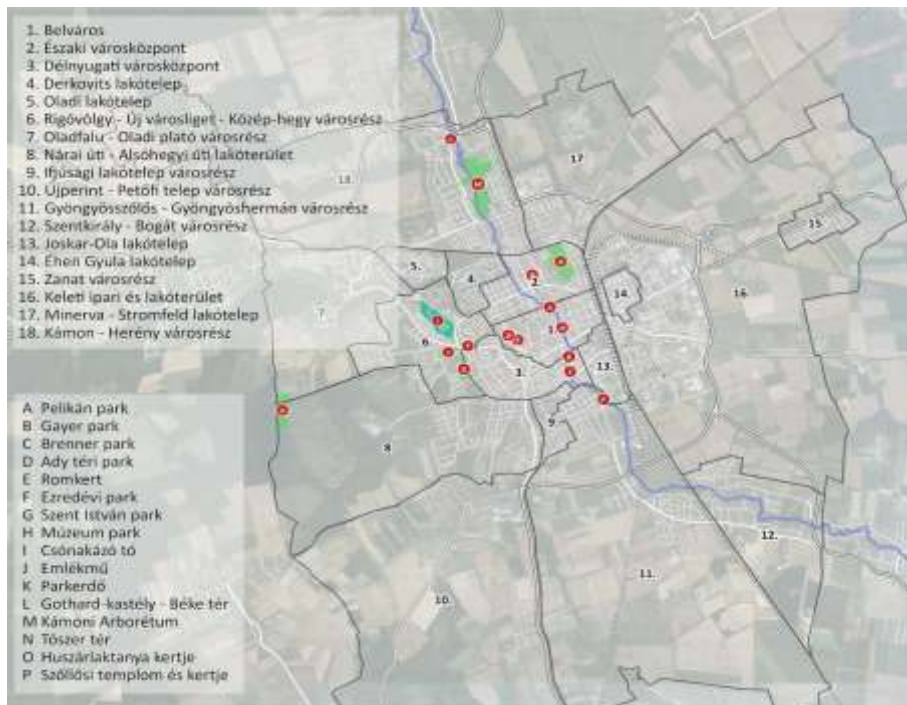 1. Belváros
2. Északi városközpont
3. Délnyugati városközpont
4. Derkovits lakótelep
5. Oladi lakótelep
6. Rigóvölgy - Új városliget - Közép-hegy városrész
7. Oladfalu - Oladi plató városrész
8. Nárai úti - Alsóhegyi úti lakóterület
9. Ifjúsági lakótelep városrész
10. Újperint - Petőfi telep városrész
11. Gyöngyösszőlős - Gyöngyöshermán városrész
12. Szentkirály - Bogát városrész
13. Joskar-Ola lakótelep
14. Éhen Gyula lakótelep
15. Zanat városrész
16. Keleti ipari és lakóterület
17. Minerva - Stromfeld lakótelep
18. Kámon - Herény városrész
A Pelikán park
B Gayer park
C Brenner park
D Ady téri park
E Romkert
F Ezredévi park
G Szent István park
H Múzeum park
I Csónakázó tó
J Emlékmű
K Parkerdő
L Gothard-kastély - Béke tér
M Kámoni Arborétum
N Tószer tér
O Huszárlaktanya kertje
P Szőllősi templom és kertje
17.
18.
15.
5.
4.
2.
14.
16.
7.
M
I
6.
1.
3.
13.
9.
8
12.
11.
10.